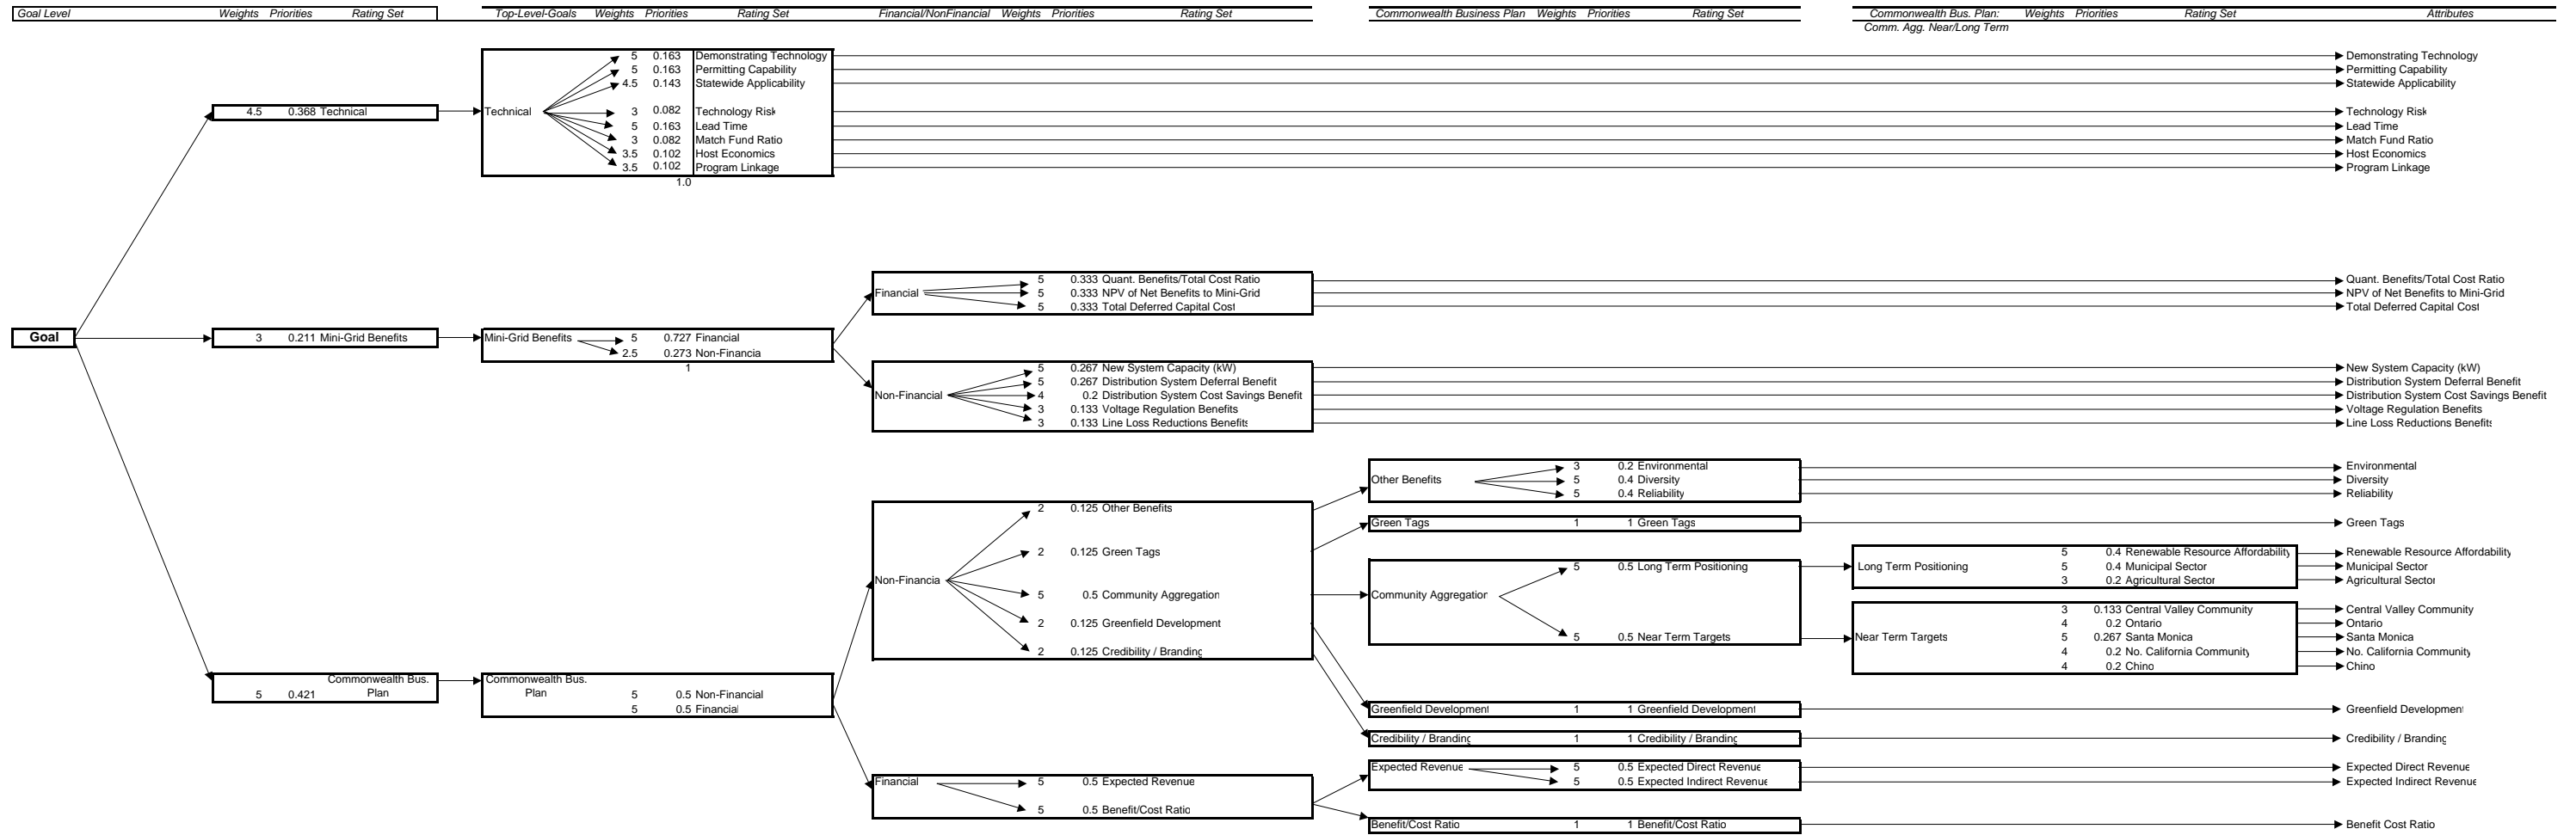 Goal Level Weights Priorities Rating Set Top-Level-Goals Weights Priorities Rating Set Financial/NonFinancial Weights Priorities Rating Set Commonwealth Business Plan Weights Priorities Rating Set Commonwealth Bus. Plan: Weights Priorities Rating Set Attributes
Comm. Agg. Near/Long Term
5 0.163 Demonstrating Technology Demonstrating Technology
5 0.163 Permitting Capability Permitting Capability
4.5 0.143 Statewide Applicability Statewide Applicability
4.5 0.368 Technical Technical 3 0.082 Technology Risk Technology Risk
5 0.163 Lead Time Lead Time
3 0.082 Match Fund Ratio Match Fund Ratio
3.5 0.102 Host Economics Host Economics
3.5 0.102 Program Linkage Program Linkage
1.0
5 0.333 Quant. Benefits/Total Cost Ratio Quant. Benefits/Total Cost Ratio
Financial 5 0.333 NPV of Net Benefits to Mini-Grid NPV of Net Benefits to Mini-Grid
5 0.333 Total Deferred Capital Cost Total Deferred Capital Cost
Goal 3 0.211 Mini-Grid Benefits Mini-Grid Benefits 5 0.727 Financial
2.5 0.273 Non-Financia
1
5 0.267 New System Capacity (kW) New System Capacity (kW)
5 0.267 Distribution System Deferral Benefit Distribution System Deferral Benefit
Non-Financial 4 0.2 Distribution System Cost Savings Benefit Distribution System Cost Savings Benefit
3 0.133 Voltage Regulation Benefits Voltage Regulation Benefits
3 0.133 Line Loss Reductions Benefits Line Loss Reductions Benefits
3 0.2 Environmental Environmental
Other Benefits 5 0.4 Diversity Diversity
5 0.4 Reliability Reliability
2 0.125 Other Benefits
Green Tags 1 1 Green Tags Green Tags
2 0.125 Green Tags 5 0.4 Renewable Resource Affordability Renewable Resource Affordability
5 0.5 Long Term Positioning Long Term Positioning 5 0.4 Municipal Sector Municipal Sector
Non-Financia 3 0.2 Agricultural Sector Agricultural Sector
5 0.5 Community Aggregation Community Aggregation
3 0.133 Central Valley Community Central Valley Community
2 0.125 Greenfield Development 4 0.2 Ontario Ontario
5 0.5 Near Term Targets Near Term Targets 5 0.267 Santa Monica Santa Monica
2 0.125 Credibility / Branding 4 0.2 No. California Community No. California Community
4 0.2 Chino Chino
Commonwealth Bus. Commonwealth Bus.
5 0.421 Plan Plan 5 0.5 Non-Financial
5 0.5 Financial Greenfield Development 1 1 Greenfield Development Greenfield Development
Credibility / Branding 1 1 Credibility / Branding Credibility / Branding
Expected Revenue 5 0.5 Expected Direct Revenue Expected Direct Revenue
Financial 5 0.5 Expected Revenue 5 0.5 Expected Indirect Revenue Expected Indirect Revenue
5 0.5 Benefit/Cost Ratio
Benefit/Cost Ratio 1 1 Benefit/Cost Ratio Benefit Cost Ratio